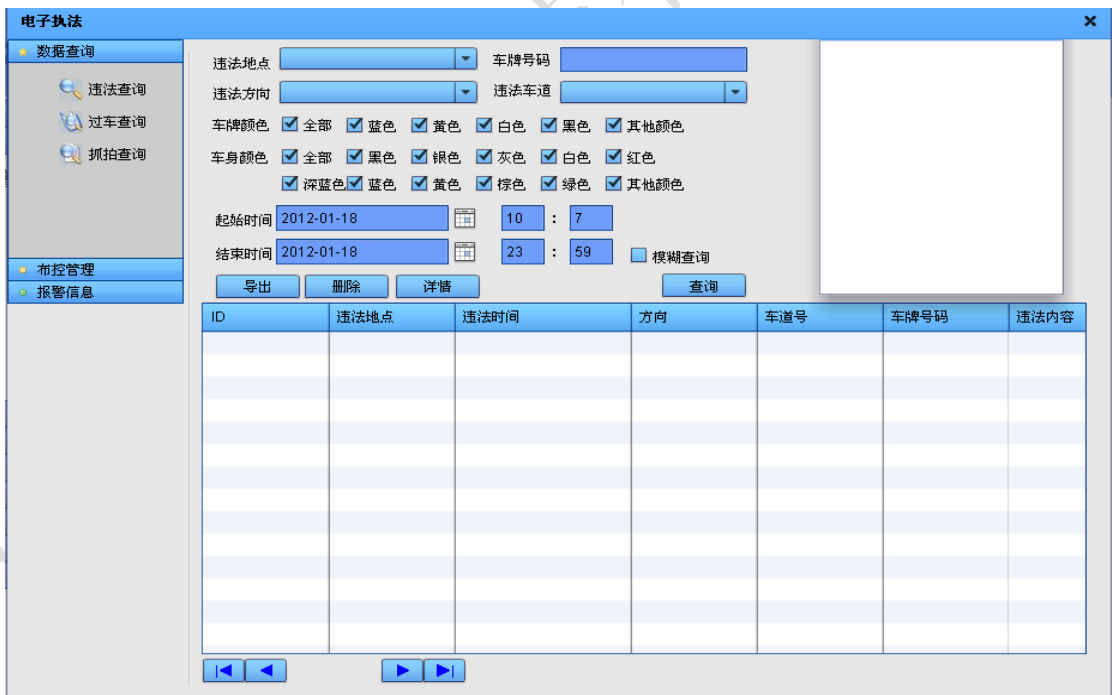 电子执法
数据查询
违法查询
过车查询
抓拍查询
布控管理
报警信息
违法地点 车牌号码
违法方向 违法车道
车牌颜色 全部 蓝色 黄色 白色 黑色 其他颜色
车身颜色 全部 黑色 银色 灰色 白色 红色
深蓝色 蓝色 黄色 棕色 绿色 其他颜色
起始时间 2012-01-18 10 : 7
结束时间 2012-01-18 23 : 59 模糊查询
导出 删除 详情 查询
ID 违法地点 违法时间 方向 车道号 车牌号码 违法内容